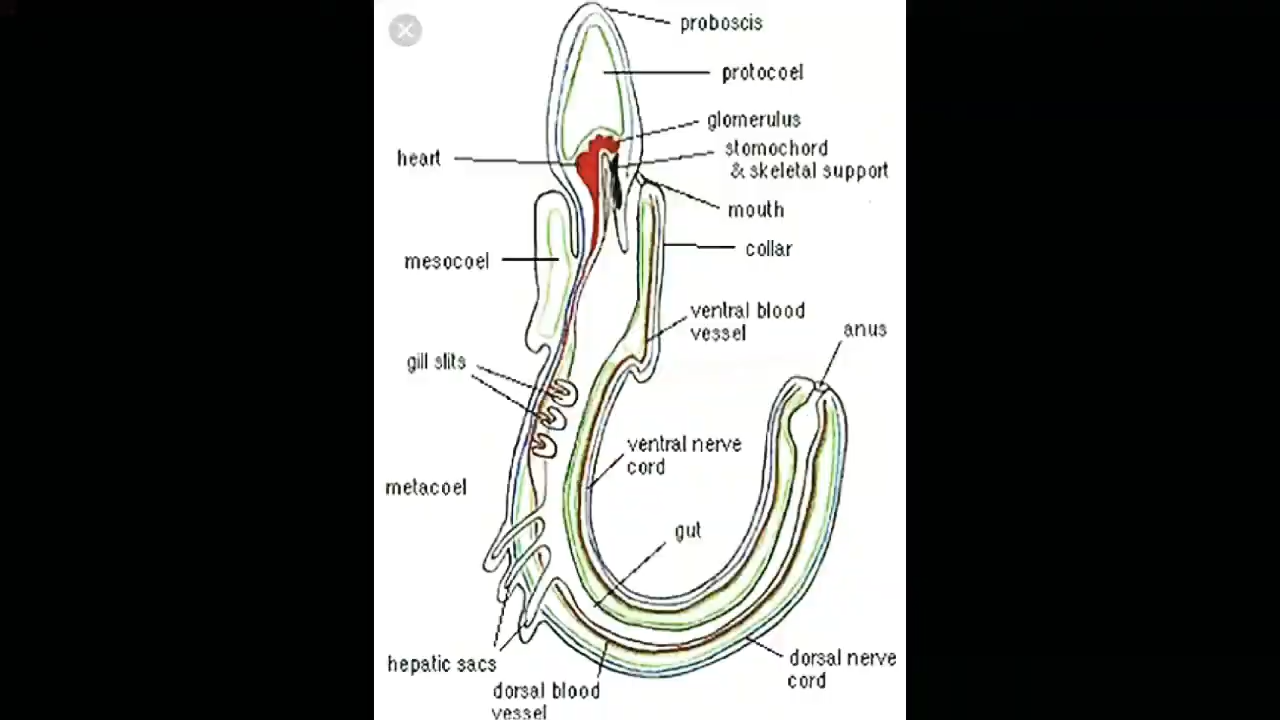 proboscis
protocoel
glomerulus
heart
stomochord
& skeletal support
mouth
collar
mesocoel
ventral blood
vessel
anus
gill slits
ventral nerve
cord
metacoel
gut
hepatic sacs
dorsal nerve
cord
dorsal blood
vessel